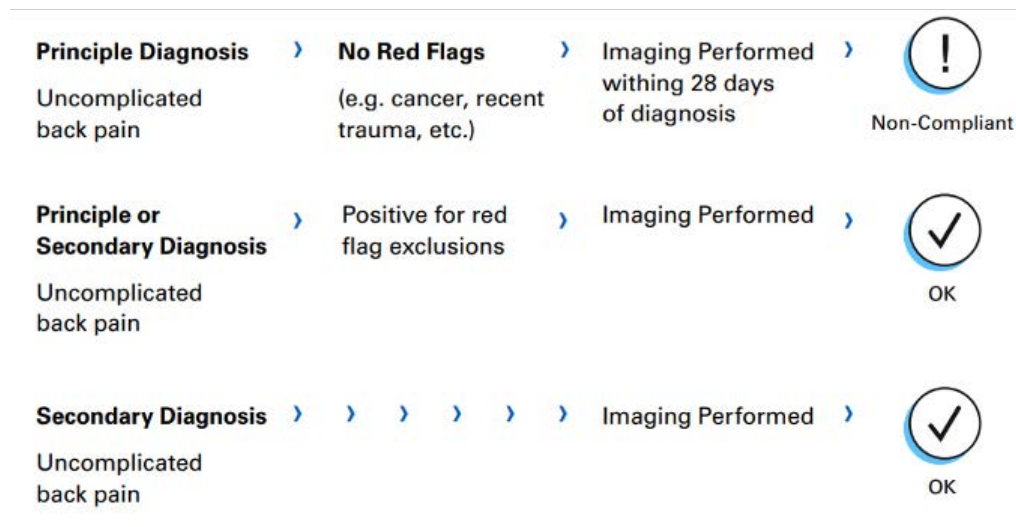 Principle Diagnosis
Uncomplicated
back pain
No Red Flags
(e.g. cancer, recent
trauma, etc.)
Imaging Performed
withing 28 days
of diagnosis
Non-Compliant
Principle or
Secondary Diagnosis
Uncomplicated
back pain
Positive for red
flag exclusions
Imaging Performed
OK
Secondary Diagnosis
Uncomplicated
back pain
Imaging Performed
OK